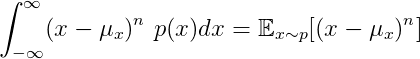 ∫_{-∞}^{∞} (x − μ_x)^n p(x)dx = 𝔼_{x∼p}[(x − μ_x)^n]